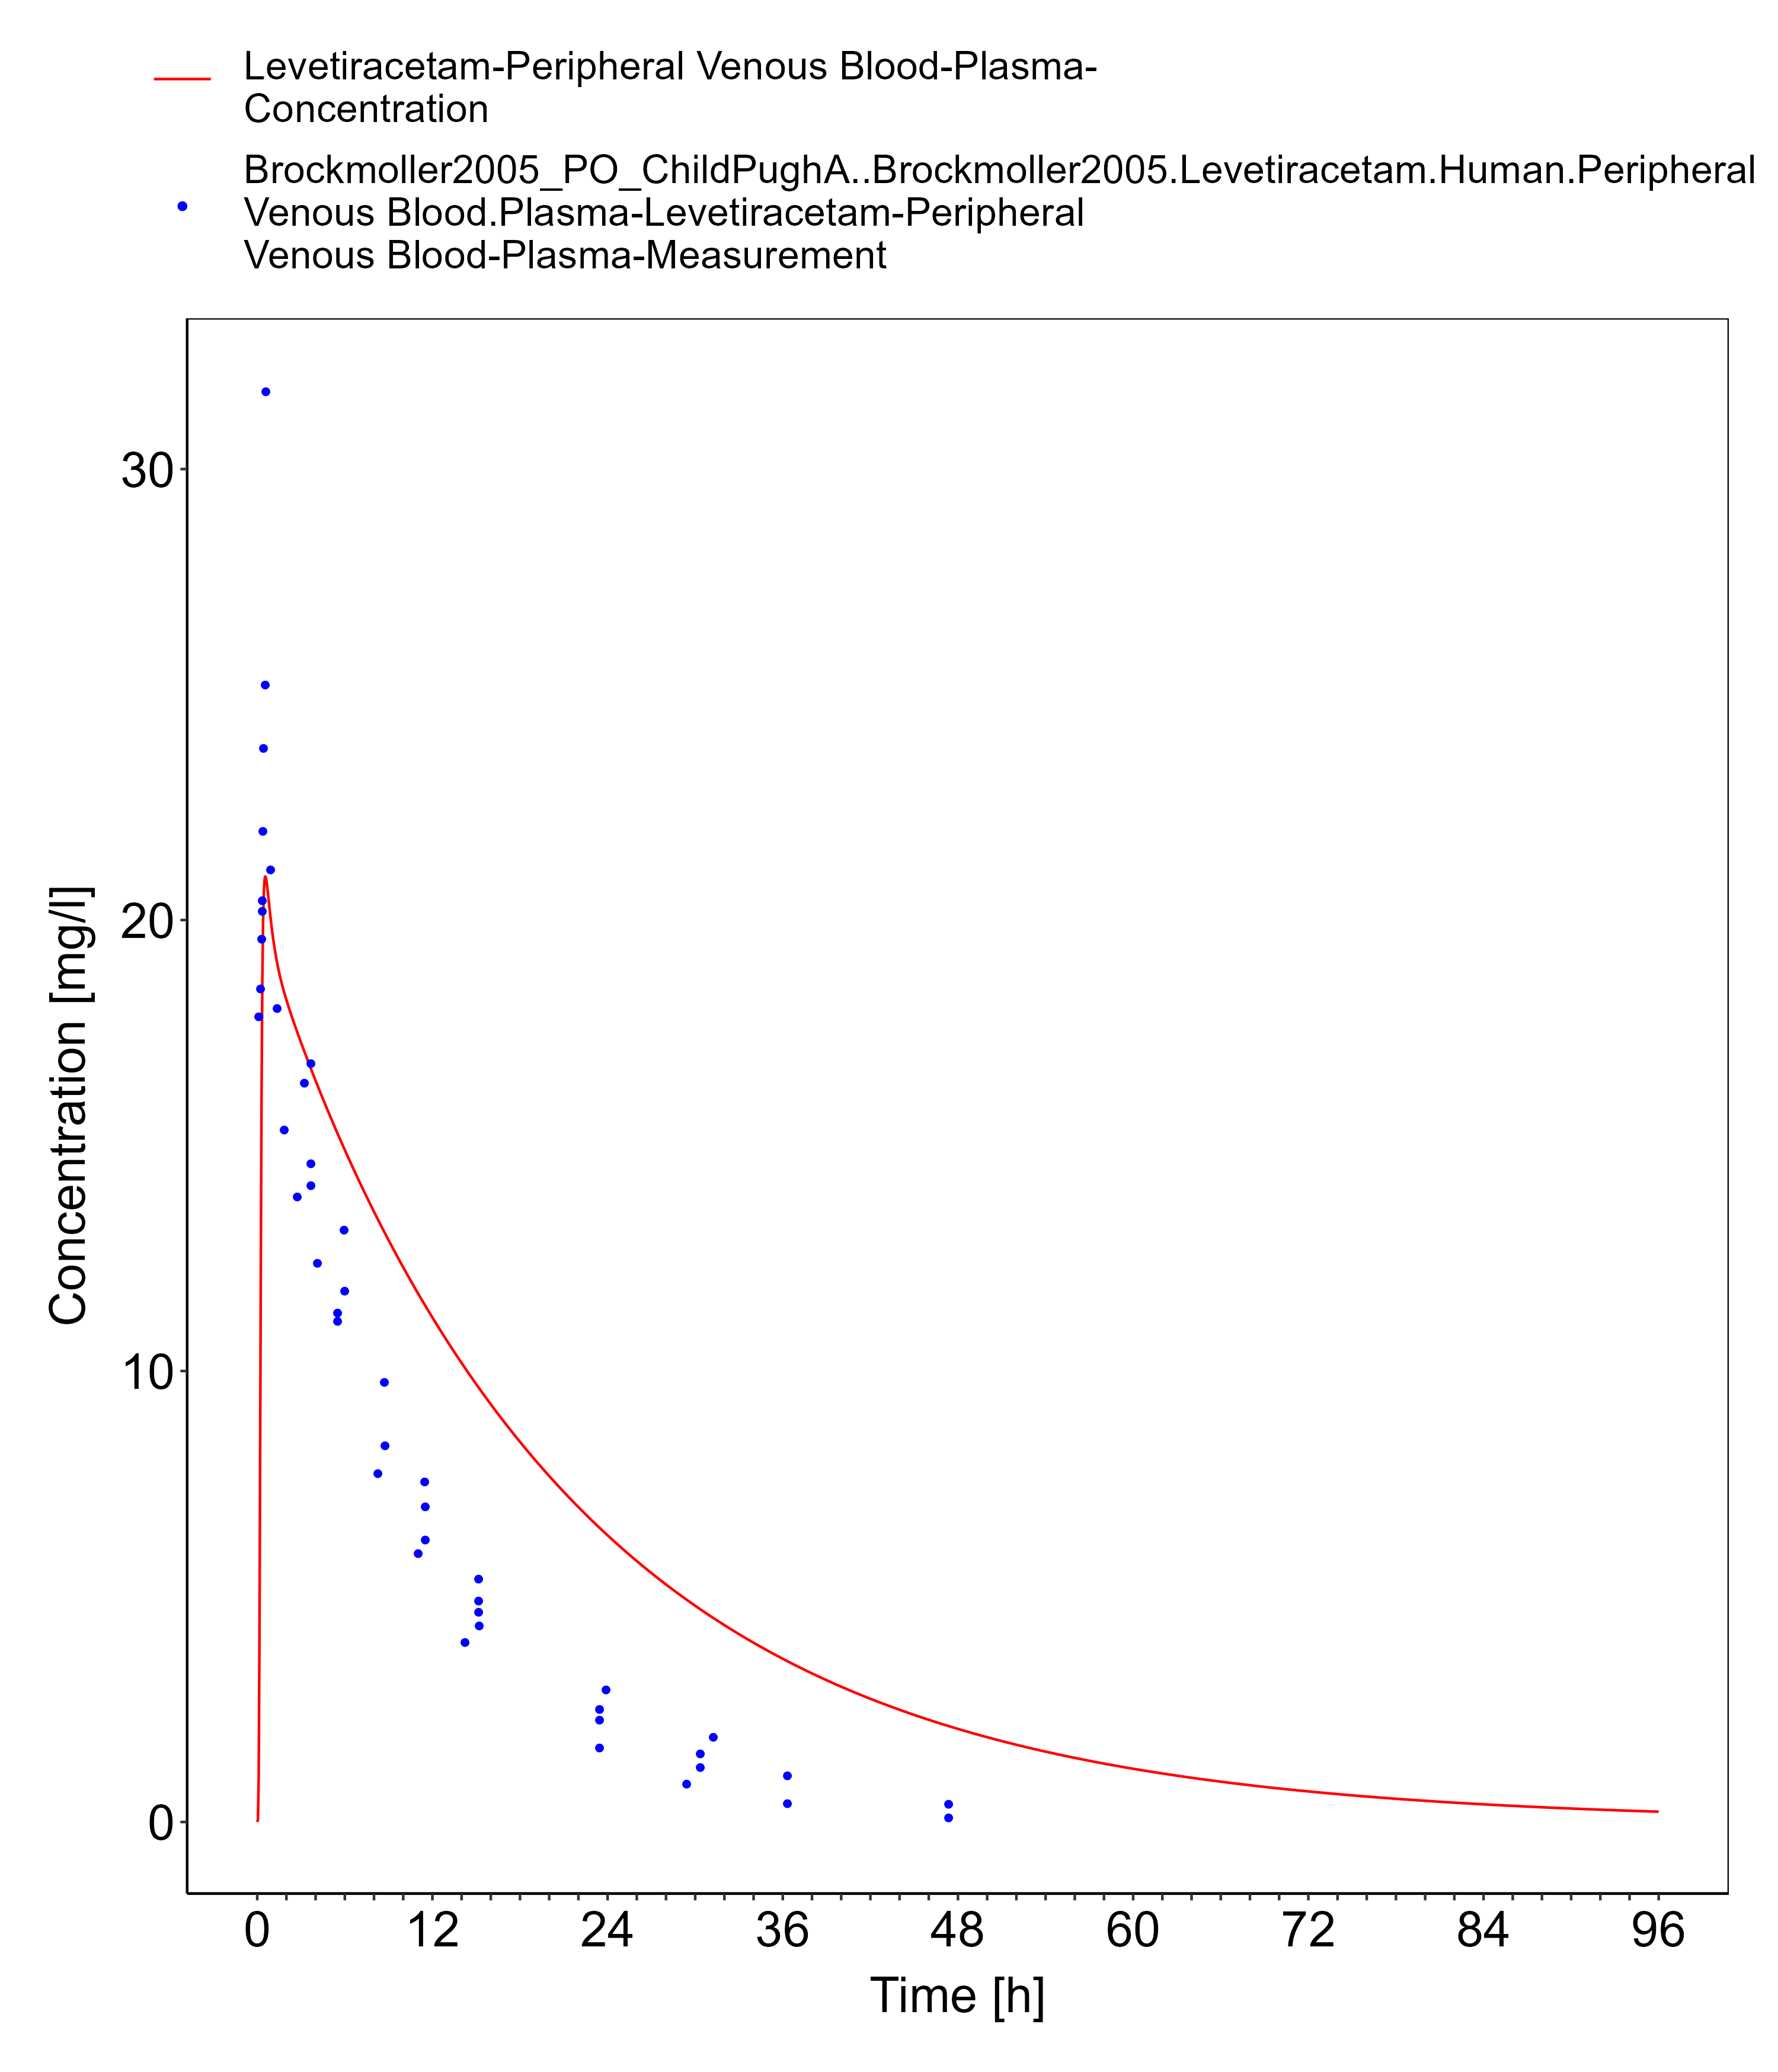 Levetiracetam-Peripheral Venous Blood-Plasma-
Concentration
Brockmoller2005_PO_ChildPughA..Brockmoller2005.Levetiracetam.Human.Peripheral
Venous Blood.Plasma-Levetiracetam-Peripheral
Venous Blood-Plasma-Measurement
30
20
10
0
Concentration [mg/l]
0 12 24 36 48 60 72 84 96
Time [h]